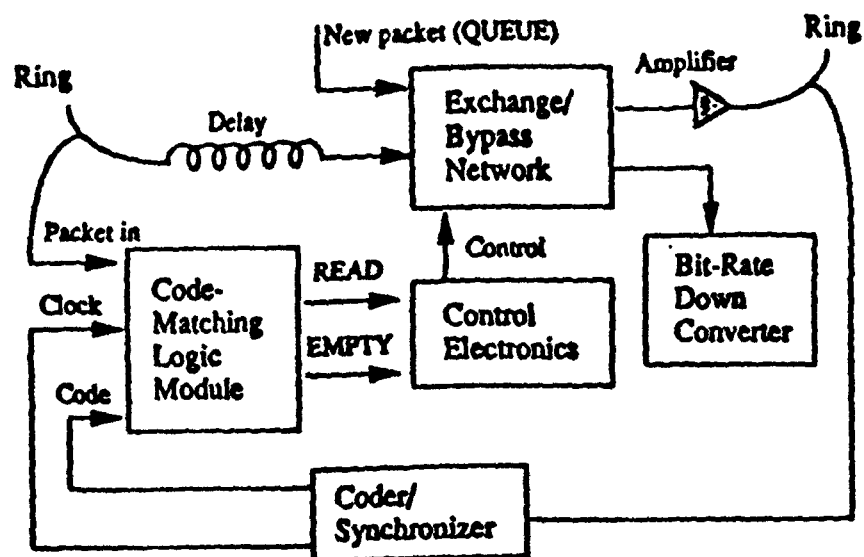 New packet (QUEUE)
Ring
Ring
Amplifier
Delay
Exchange/
Bypass
Network
Packet in
Clock
Code
Code-
Matching
Logic
Module
READ
EMPTY
Control
Control
Electronics
Bit-Rate
Down
Converter
Coder/
Synchronizer